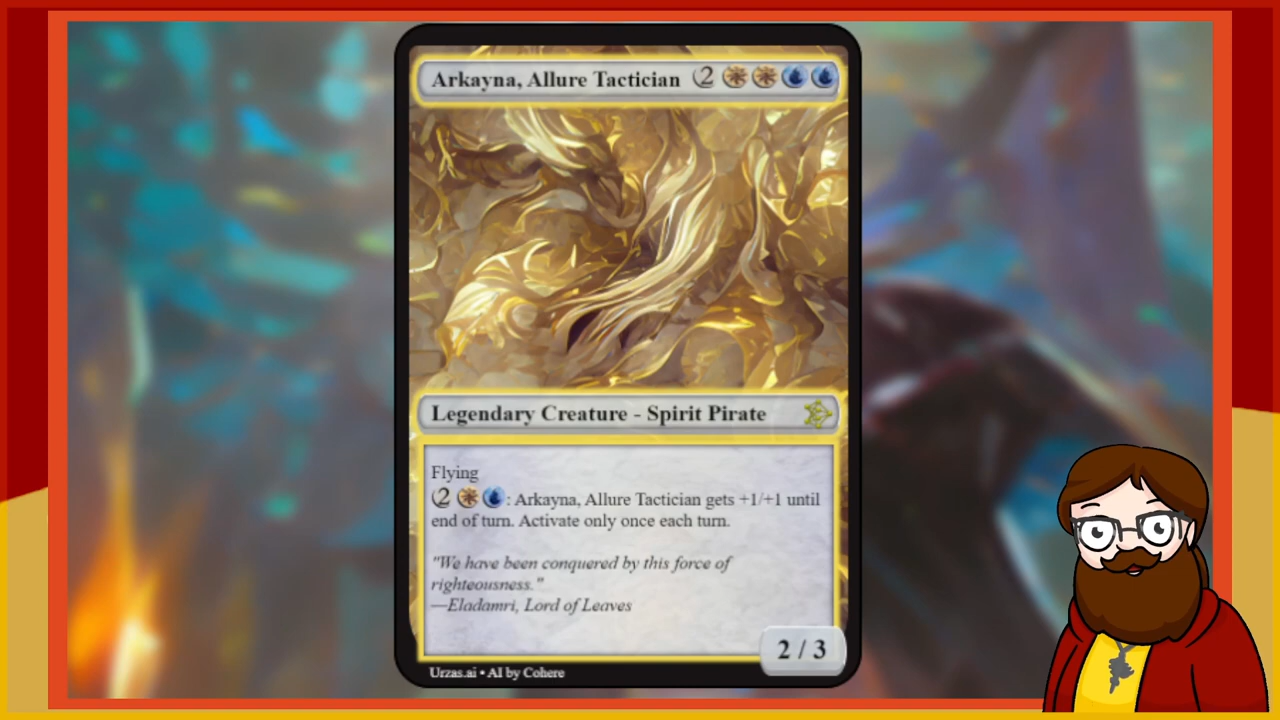 Arkayna, Allure Tactician 2
Legendary Creature - Spirit Pirate
Flying
2 : Arkayna, Allure Tactician gets +1/+1 until
end of turn. Activate only once each turn.
"We have been conquered by this force of
righteousness."
—Eladamri, Lord of Leaves
2 / 3
Urzas.ai • AI by Cohere